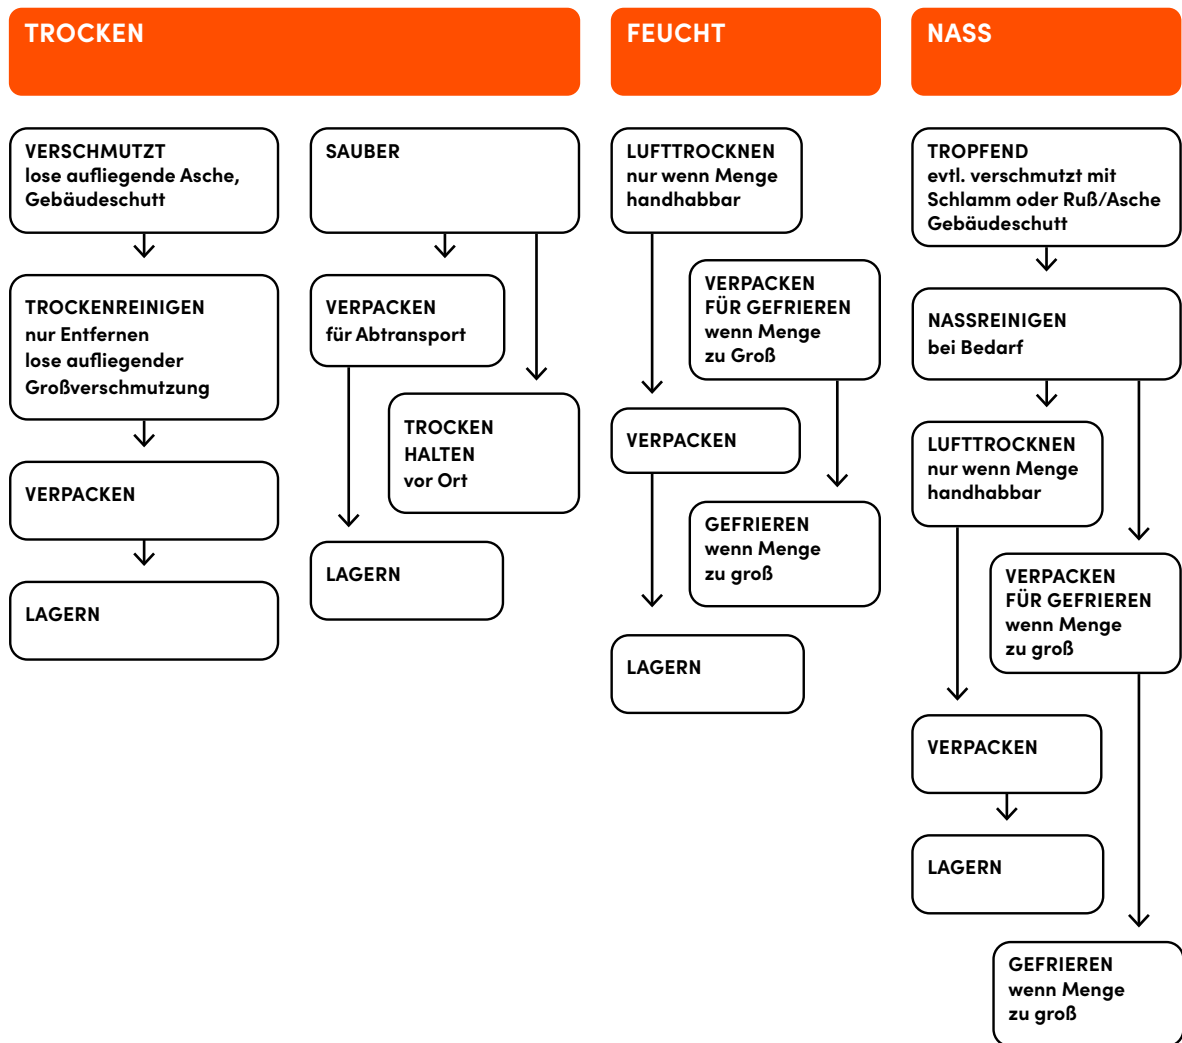 TROCKEN
VERSCHMUTZT
lose aufliegende Asche,
Gebäudeschutt
TROCKENREINIGEN
nur Entfernen
lose aufliegender
Großverschmutzung
VERPACKEN
LAGERN
SAUBER
VERPACKEN
für Abtransport
TROCKEN
HALTEN
vor Ort
LAGERN
FEUCHT
LUFTTROCKNEN
nur wenn Menge
handhabbar
VERPACKEN
FÜR GEFRIEREN
wenn Menge
zu Groß
VERPACKEN
GEFRIEREN
wenn Menge
zu groß
LAGERN
NASS
TROPFEND
evtl. verschmutzt mit
Schlamm oder Ruß/Asche
Gebäudeschutt
NASSREINIGEN
bei Bedarf
LUFTTROCKNEN
nur wenn Menge
handhabbar
VERPACKEN
FÜR GEFRIEREN
wenn Menge
zu groß
VERPACKEN
LAGERN
GEFRIEREN
wenn Menge
zu groß